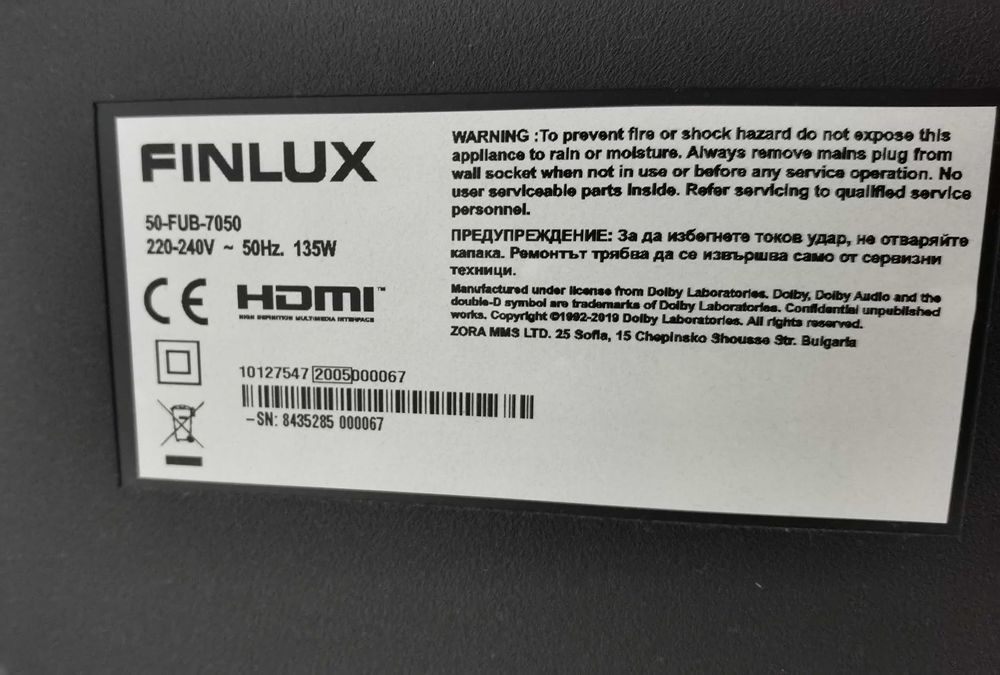 FINLUX
50-FUB-7050
220-240V ~ 50Hz. 135W
CE HDMI™
HIGH DEFINITION MULTIMEDIA INTERFACE
10127547 2005000067
-SN: 8435285 000067
WARNING :To prevent fire or shock hazard do not expose this
appliance to rain or moisture. Always remove mains plug from
wall socket when not in use or before any service operation. No
user serviceable parts inside. Refer servicing to qualified service
personnel.
ПРЕДУПРЕЖДЕНИЕ: За да избегнете токов удар, не отваряйте
капака. Ремонтът трябва да се извършва само от сервизни
техници.
Manufactured under license from Dolby Laboratories. Dolby, Dolby Audio and the
double-D symbol are trademarks of Dolby Laboratories. Confidential unpublished
works. Copyright ©1992-2019 Dolby Laboratories. All rights reserved.
ZORA MMS LTD. 25 Sofia, 15 Chepinsko Shousse Str. Bulgaria